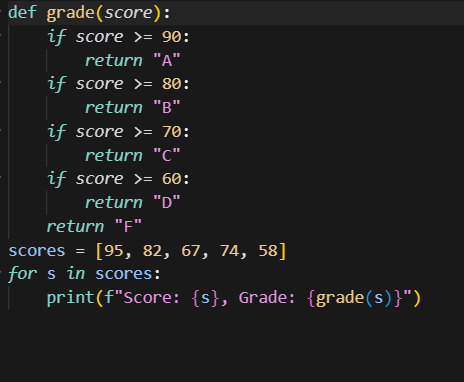 def grade(score):
    if score >= 90:
        return "A"
    if score >= 80:
        return "B"
    if score >= 70:
        return "C"
    if score >= 60:
        return "D"
    return "F"
scores = [95, 82, 67, 74, 58]
for s in scores:
    print(f"Score: {s}, Grade: {grade(s)}")